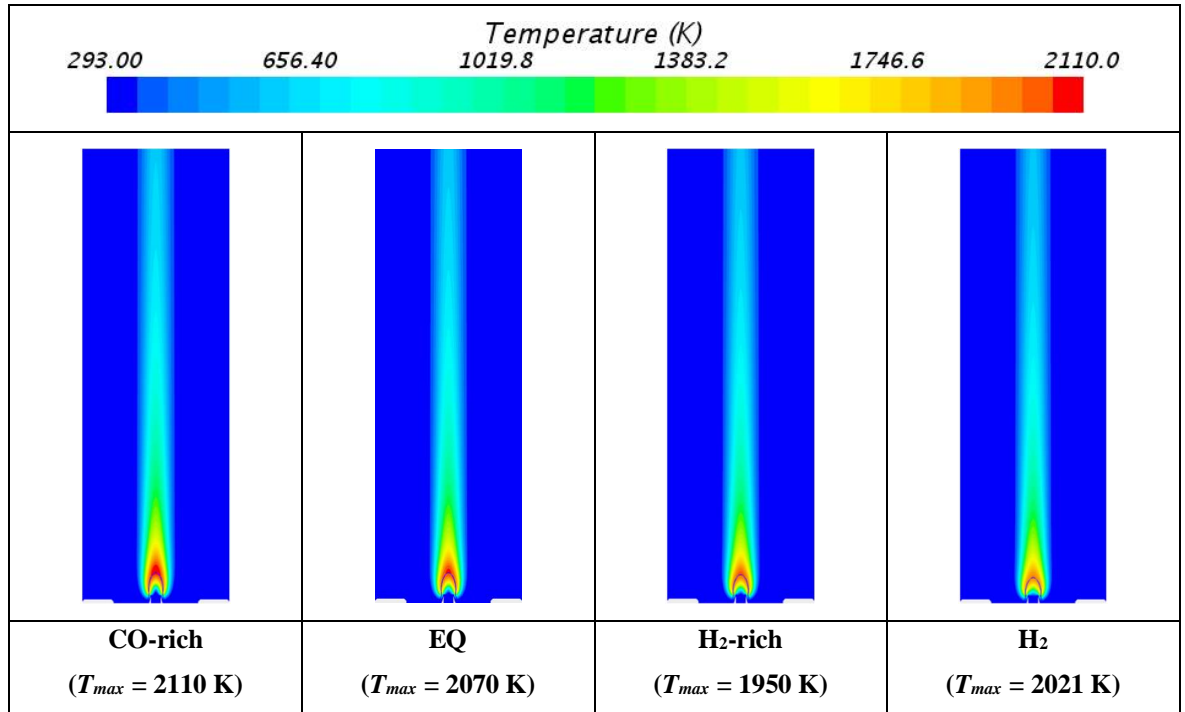 Temperature (K)
293.00 656.40 1019.8 1383.2 1746.6 2110.0
CO-rich EQ H₂-rich H₂
(Tmax = 2110 K) (Tmax = 2070 K) (Tmax = 1950 K) (Tmax = 2021 K)